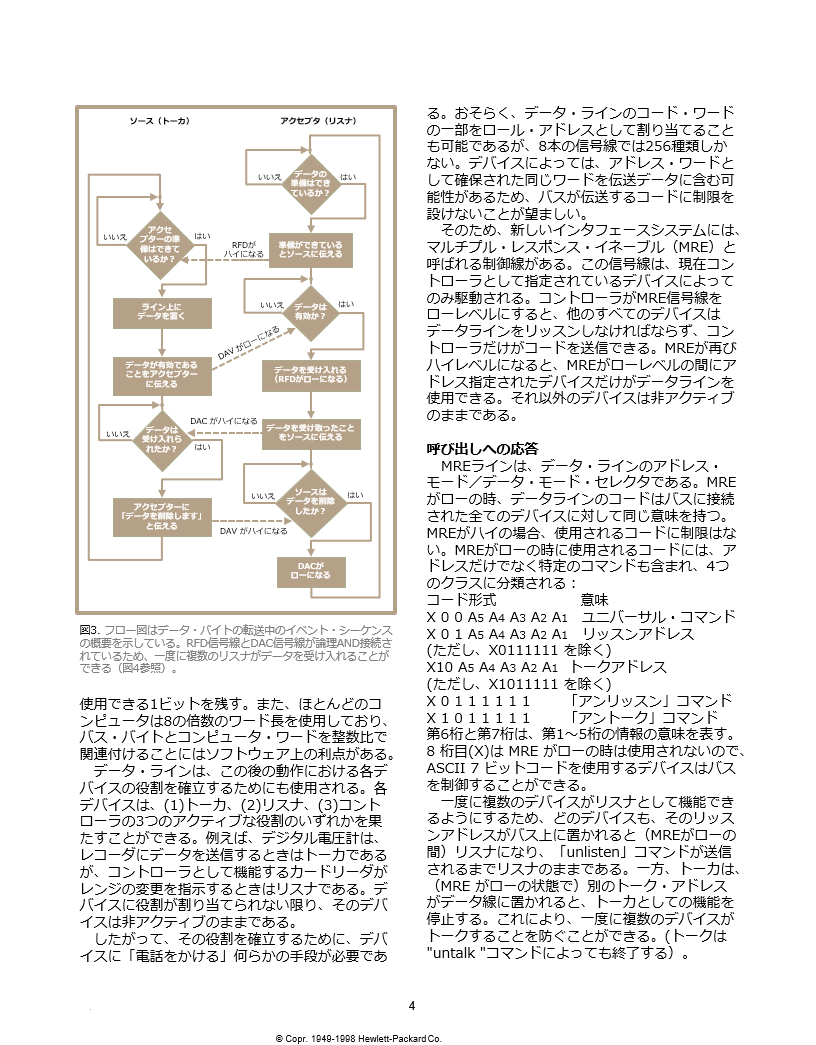 ソース（トーカ）
アクセプタ（リスナ）
データの
準備はでき
ているか？
いいえ
はい
アクセ
プターの準
備はできて
いるか？
いいえ
はい
RFDが
ハイになる
準備ができている
とソースに伝える
ライン上に
データを置く
データは
有効か？
いいえ
はい
DAV がローになる
データが有効である
ことをアクセプター
に伝える
データを受け入れる
（RFDがローになる）
データは
受け入れら
れたか？
いいえ
はい
DAC がハイになる
データを受け取ったこと
をソースに伝える
ソースは
データを削除
したか？
いいえ
はい
アクセプターに
「データを削除します」
と伝える
DAV がハイになる
DACが
ローになる
図3. フロー図はデータ・バイトの転送中のイベント・シーケンス
の概要を示している。RFD信号線とDAC信号線が論理AND接続さ
れているため、一度に複数のリスナがデータを受け入れることが
できる（図4参照）。
使用できる1ビットを残す。また、ほとんどのコ
ンピュータは8の倍数のワード長を使用しており、
バス・バイトとコンピュータ・ワードを整数比で
関連付けることにはソフトウェア上の利点がある。
データ・ラインは、この後の動作における各デ
バイスの役割を確立するためにも使用される。各
デバイスは、(1)トーカ、(2)リスナ、(3)コント
ローラの3つのアクティブな役割のいずれかを果
たすことができる。例えば、デジタル電圧計は、
レコーダにデータを送信するときはトーカである
が、コントローラとして機能するカードリーダが
レンジの変更を指示するときはリスナである。デ
バイスに役割が割り当てられない限り、そのデバ
イスは非アクティブのままである。
したがって、その役割を確立するために、デバ
イスに「電話をかける」何らかの手段が必要であ
る。おそらく、データ・ラインのコード・ワード
の一部をロール・アドレスとして割り当てること
も可能であるが、8本の信号線では256種類しか
ない。デバイスによっては、アドレス・ワードと
して確保された同じワードを伝送データに含む可
能性があるため、バスが伝送するコードに制限を
設けないことが望ましい。
そのため、新しいインタフェースシステムには、
マルチプル・レスポンス・イネーブル（MRE）と
呼ばれる制御線がある。この信号線は、現在コン
トローラとして指定されているデバイスによって
のみ駆動される。コントローラがMRE信号線を
ローレベルにすると、他のすべてのデバイスは
データラインをリッスンしなければならず、コン
トローラだけがコードを送信できる。MREが再び
ハイレベルになると、MREがローレベルの間にア
ドレス指定されたデバイスだけがデータラインを
使用できる。それ以外のデバイスは非アクティブ
のままである。
呼び出しへの応答
MREラインは、データ・ラインのアドレス・
モード／データ・モード・セレクタである。MRE
がローの時、データラインのコードはバスに接続
された全てのデバイスに対して同じ意味を持つ。
MREがハイの場合、使用されるコードに制限はな
い。MREがローの時に使用されるコードには、ア
ドレスだけでなく特定のコマンドも含まれ、4つ
のクラスに分類される：
コード形式 意味
X 0 0 A5 A4 A3 A2 A1 ユニバーサル・コマンド
X 0 1 A5 A4 A3 A2 A1 リッスンアドレス
(ただし、X0111111 を除く)
X10 A5 A4 A3 A2 A1 トークアドレス
(ただし、X1011111 を除く)
X 0 1 1 1 1 1 1 「アンリッスン」コマンド
X 1 0 1 1 1 1 1 「アントーク」コマンド
第6桁と第7桁は、第1～5桁の情報の意味を表す。
8 桁目(X)は MRE がローの時は使用されないので、
ASCII 7 ビットコードを使用するデバイスはバス
を制御することができる。
一度に複数のデバイスがリスナとして機能でき
るようにするため、どのデバイスも、そのリッス
ンアドレスがバス上に置かれると（MREがローの
間）リスナになり、「unlisten」コマンドが送信
されるまでリスナのままである。一方、トーカは、
（MRE がローの状態で）別のトーク・アドレス
がデータ線に置かれると、トーカとしての機能を
停止する。これにより、一度に複数のデバイスが
トークすることを防ぐことができる。(トークは
"untalk "コマンドによっても終了する）。
4
© Copr. 1949-1998 Hewlett-Packard Co.